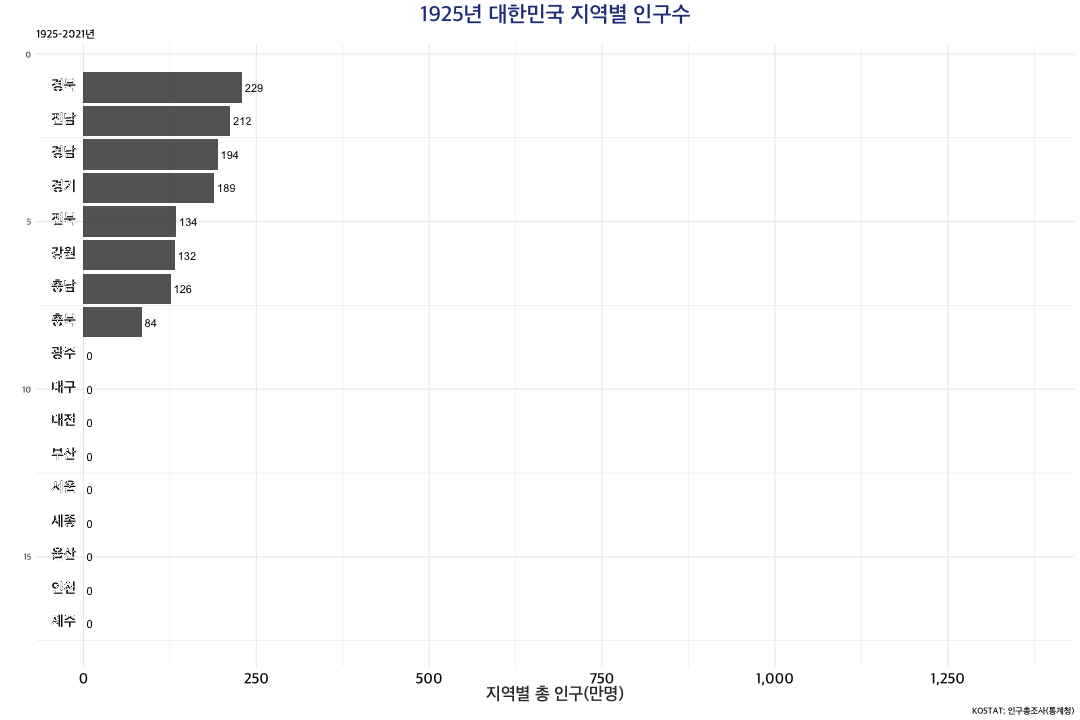 1925년 대한민국 지역별 인구수
1925-2021년
0
경북 229
전남 212
경남 194
경기 189
전북 134
5
강원 132
충남 126
충북 84
광주 0
대구 0
10
대전 0
부산 0
서울 0
세종 0
울산 0
15
인천 0
제주 0
0 250 500 750 1,000 1,250
지역별 총 인구(만명)
KOSTAT; 인구총조사(통계청)